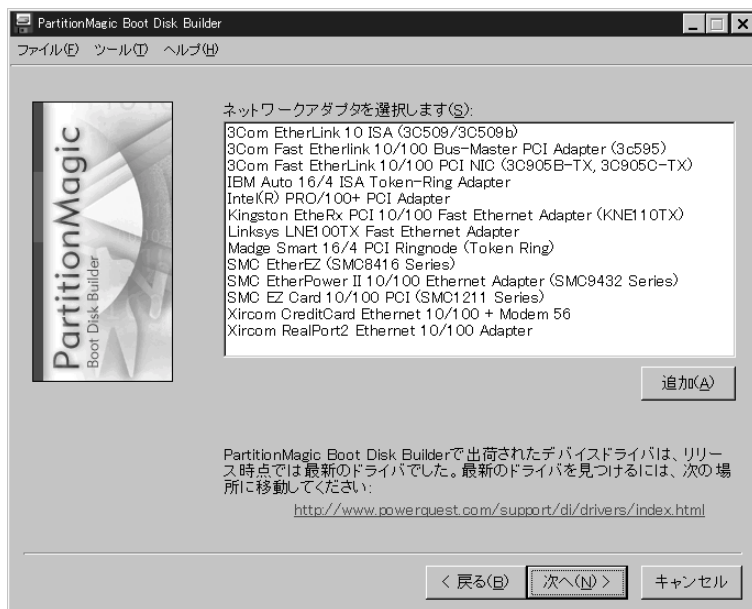 PartitionMagic Boot Disk Builder
ファイル(F) ツール(T) ヘルプ(H)
PartitionMagic
Boot Disk Builder
ネットワークアダプタを選択します(S):
3Com EtherLink 10 ISA (3C509/3C509b)
3Com Fast Etherlink 10/100 Bus-Master PCI Adapter (3c595)
3Com Fast EtherLink 10/100 PCI NIC (3C905B-TX, 3C905C-TX)
IBM Auto 16/4 ISA Token-Ring Adapter
Intel(R) PRO/100+ PCI Adapter
Kingston EtheRx PCI 10/100 Fast Ethernet Adapter (KNE110TX)
Linksys LNE100TX Fast Ethernet Adapter
Madge Smart 16/4 PCI Ringnode (Token Ring)
SMC EtherEZ (SMC8416 Series)
SMC EtherPower II 10/100 Ethernet Adapter (SMC9432 Series)
SMC EZ Card 10/100 PCI (SMC1211 Series)
Xircom CreditCard Ethernet 10/100 + Modem 56
Xircom RealPort2 Ethernet 10/100 Adapter
追加(A)
PartitionMagic Boot Disk Builderで出荷されたデバイスドライバは、リリー
ス時点では最新のドライバでした。最新のドライバを見つけるには、次の場
所に移動してください:
http://www.powerquest.com/support/di/drivers/index.html
< 戻る(B) 次へ(N) > キャンセル